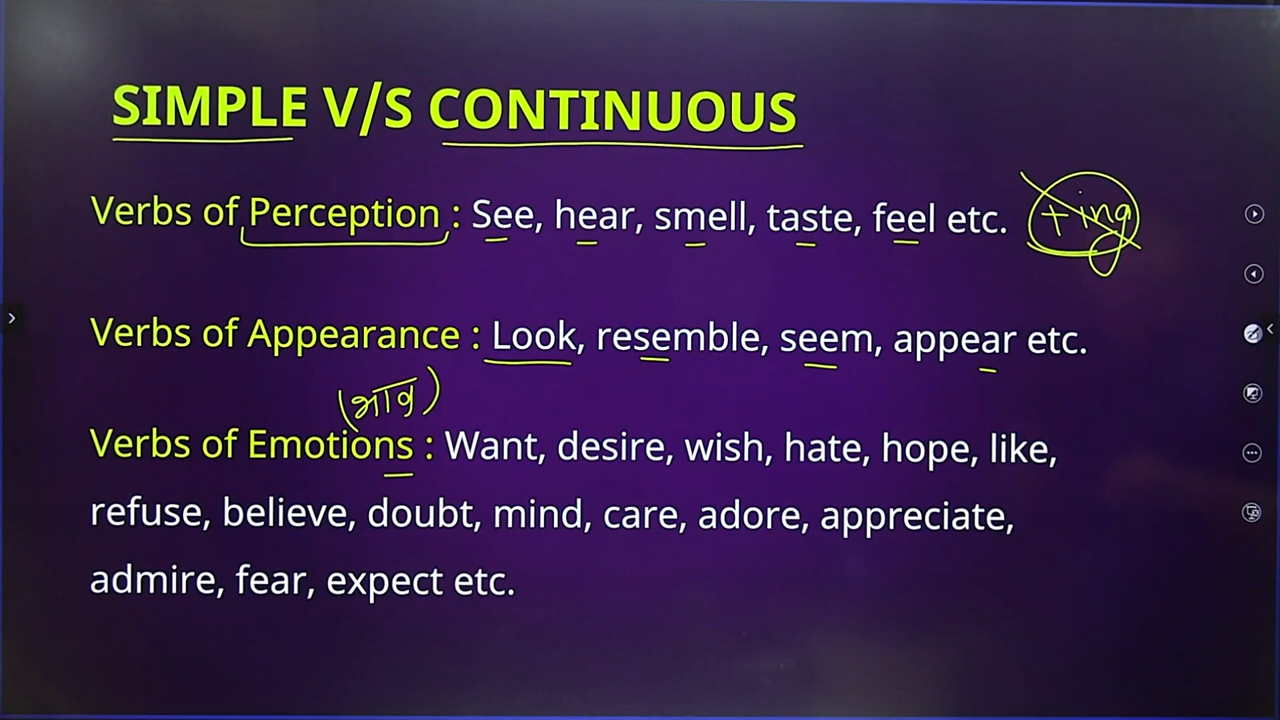 SIMPLE V/S CONTINUOUS
Verbs of Perception : See, hear, smell, taste, feel etc. + ing
Verbs of Appearance : Look, resemble, seem, appear etc.
(भाव)
Verbs of Emotions : Want, desire, wish, hate, hope, like,
refuse, believe, doubt, mind, care, adore, appreciate,
admire, fear, expect etc.